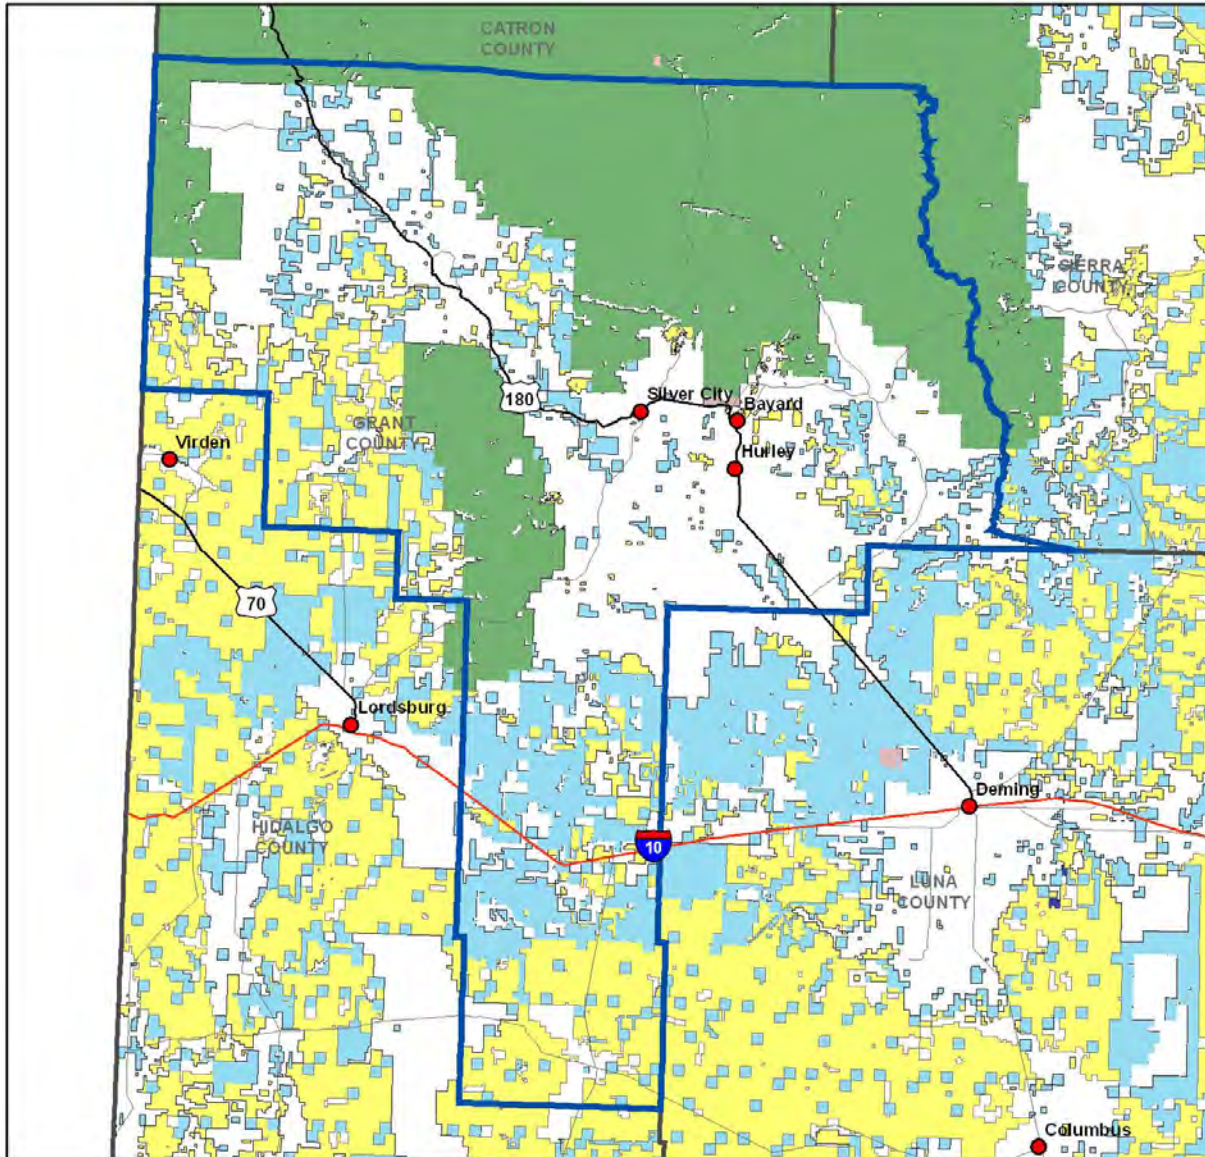 CATRON
COUNTY
SIERRA
COUNTY
180
Silver City
Bayard
GRANT
COUNTY
Virden
Hurley
70
Lordsburg
Deming
HIDALGO
COUNTY
10
LUNA
COUNTY
Columbus